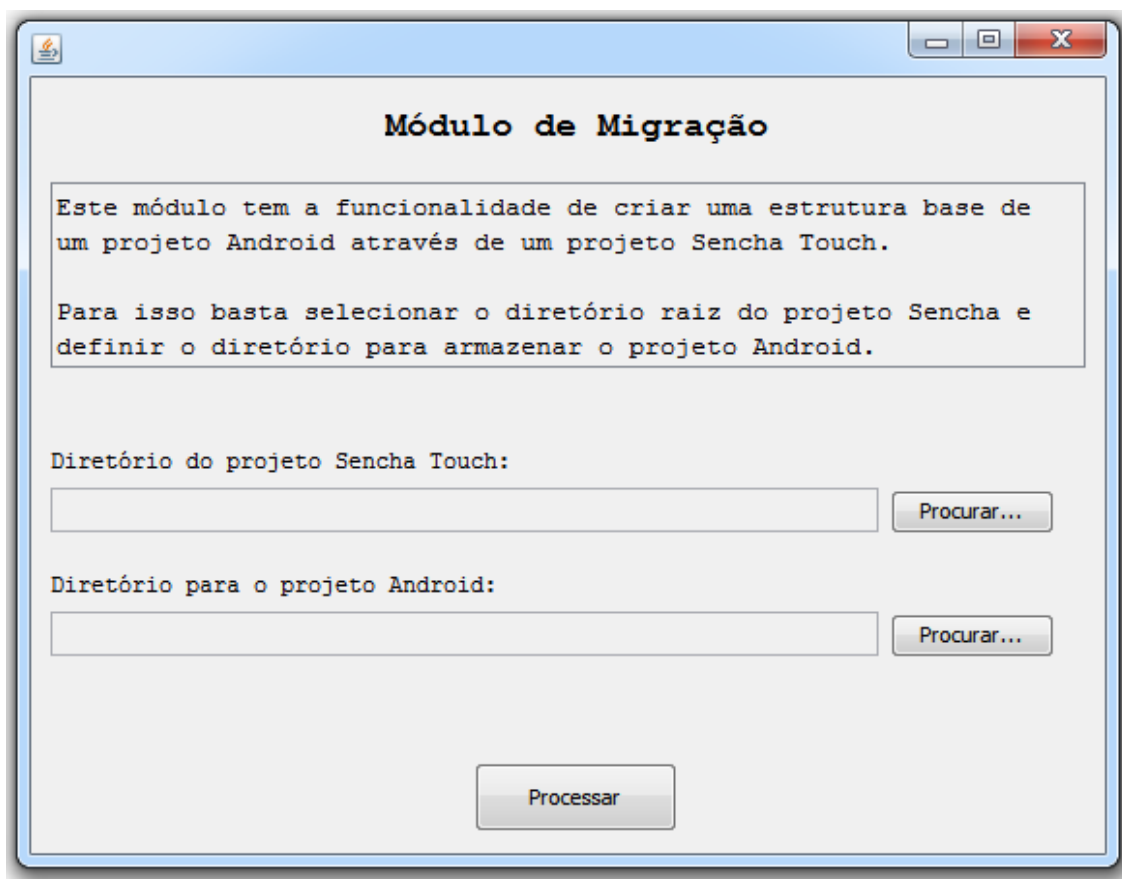 Módulo de Migração
Este módulo tem a funcionalidade de criar uma estrutura base de
um projeto Android através de um projeto Sencha Touch.
Para isso basta selecionar o diretório raiz do projeto Sencha e
definir o diretório para armazenar o projeto Android.
Diretório do projeto Sencha Touch:
Procurar...
Diretório para o projeto Android:
Procurar...
Processar